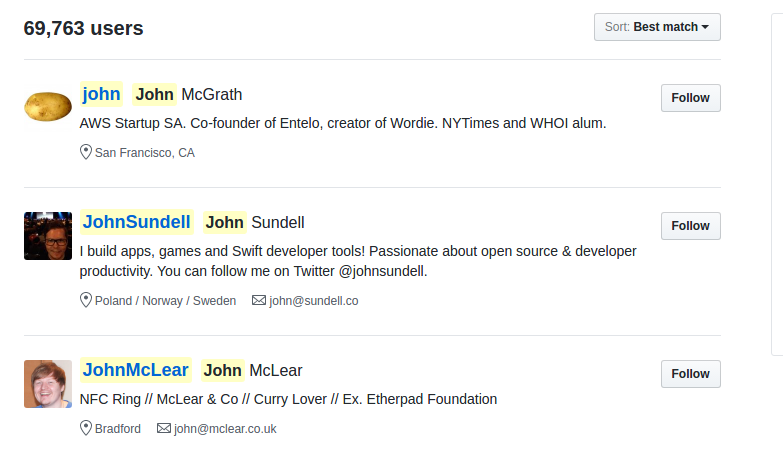 69,763 users
Sort: Best match
john John McGrath
Follow
AWS Startup SA. Co-founder of Entelo, creator of Wordie. NYTimes and WHOI alum.
San Francisco, CA
JohnSundell John Sundell
Follow
I build apps, games and Swift developer tools! Passionate about open source & developer
productivity. You can follow me on Twitter @johnsundell.
Poland / Norway / Sweden john@sundell.co
JohnMcLear John McLear
Follow
NFC Ring // McLear & Co // Curry Lover // Ex. Etherpad Foundation
Bradford john@mclear.co.uk